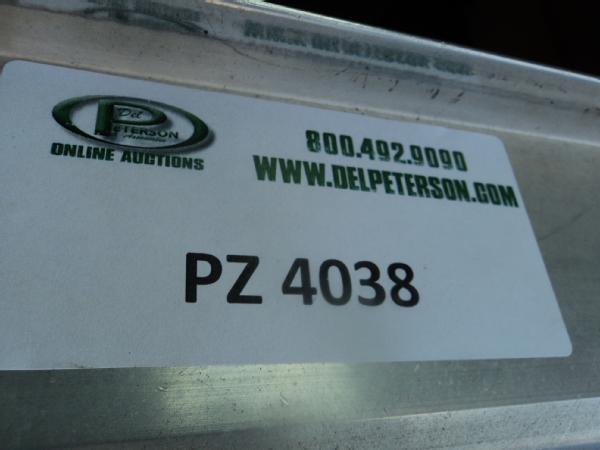 Del
PETERSON
ONLINE AUCTIONS
800.492.9090
WWW.DELPETERSON.COM
PZ 4038